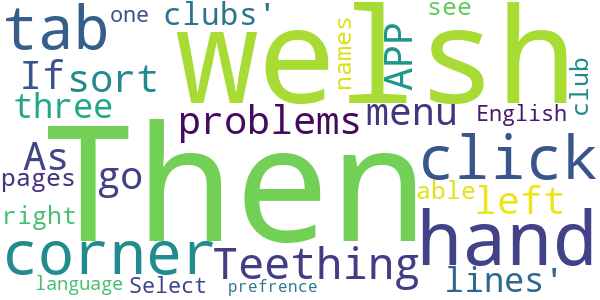 tab one clubs' welsh see
If sort names APP club
three problems menu English
Then As go click
pages able left
right corner Teething hand
language Select prefrence lines'